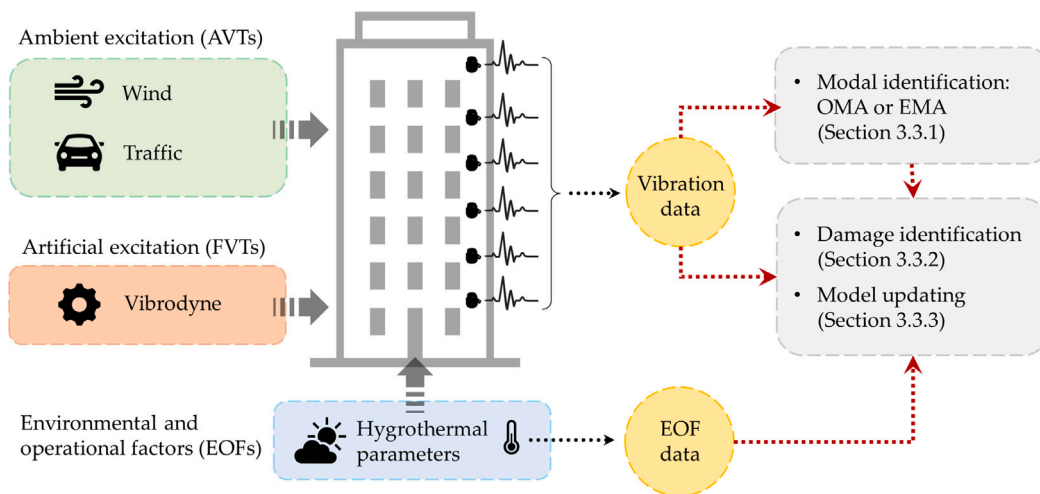 Ambient excitation (AVTs)
Wind
Traffic
Artificial excitation (FVTs)
Vibrodyne
Environmental and
operational factors (EOFs)
Hygrothermal
parameters
Vibration
data
EOF
data
• Modal identification:
OMA or EMA
(Section 3.3.1)
• Damage identification
(Section 3.3.2)
• Model updating
(Section 3.3.3)